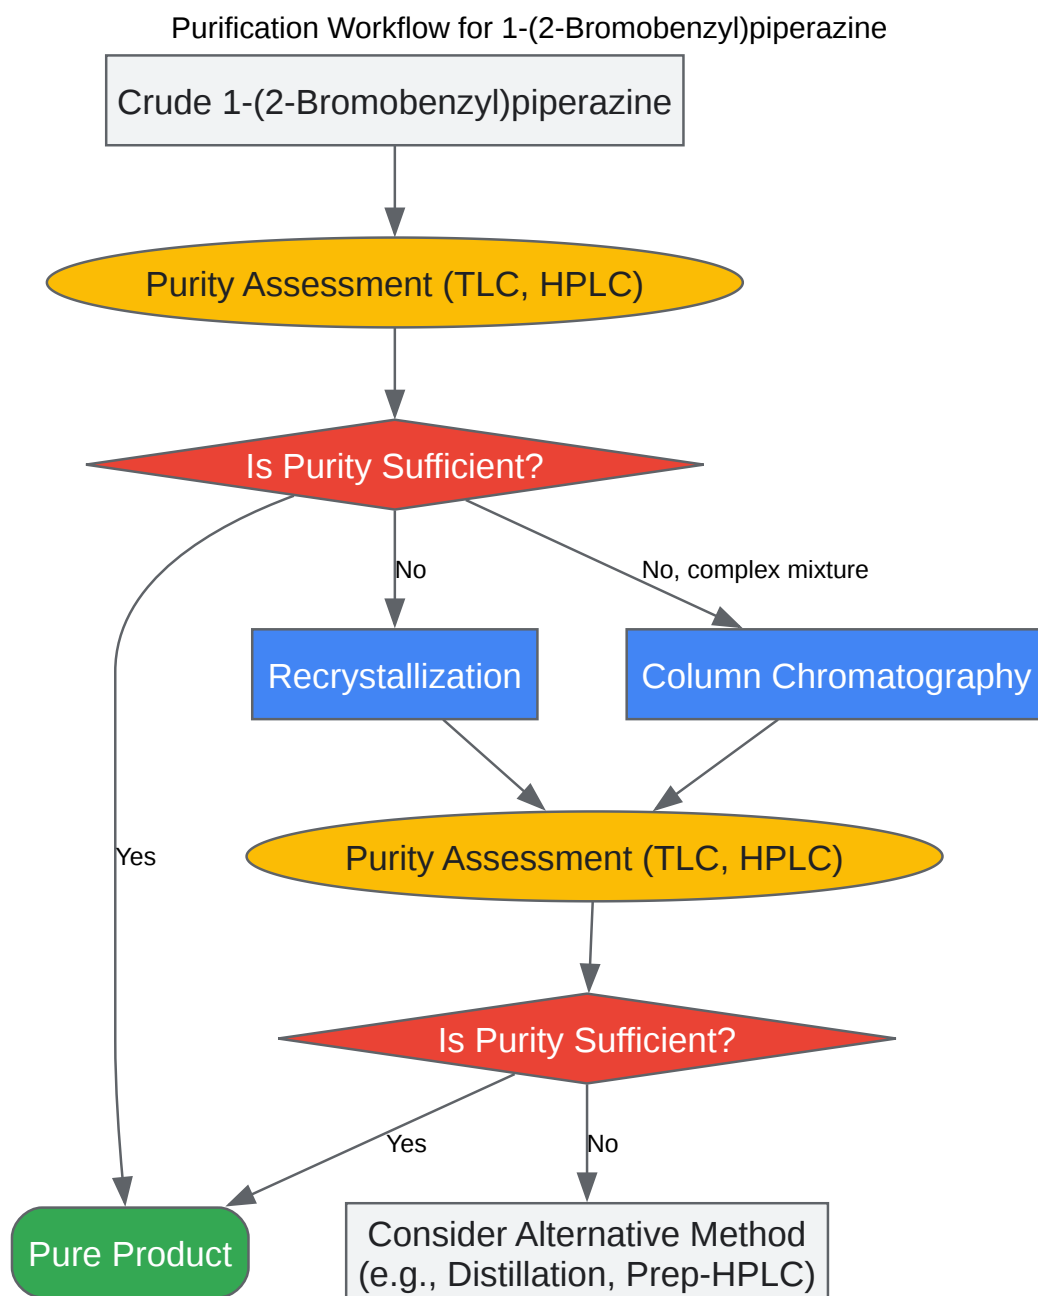 Purification Workflow for 1-(2-Bromobenzyl)piperazine
Crude 1-(2-Bromobenzyl)piperazine
Purity Assessment (TLC, HPLC)
Is Purity Sufficient?
No
No, complex mixture
Recrystallization
Column Chromatography
Yes
Purity Assessment (TLC, HPLC)
Is Purity Sufficient?
Yes
No
Pure Product
Consider Alternative Method
(e.g., Distillation, Prep-HPLC)